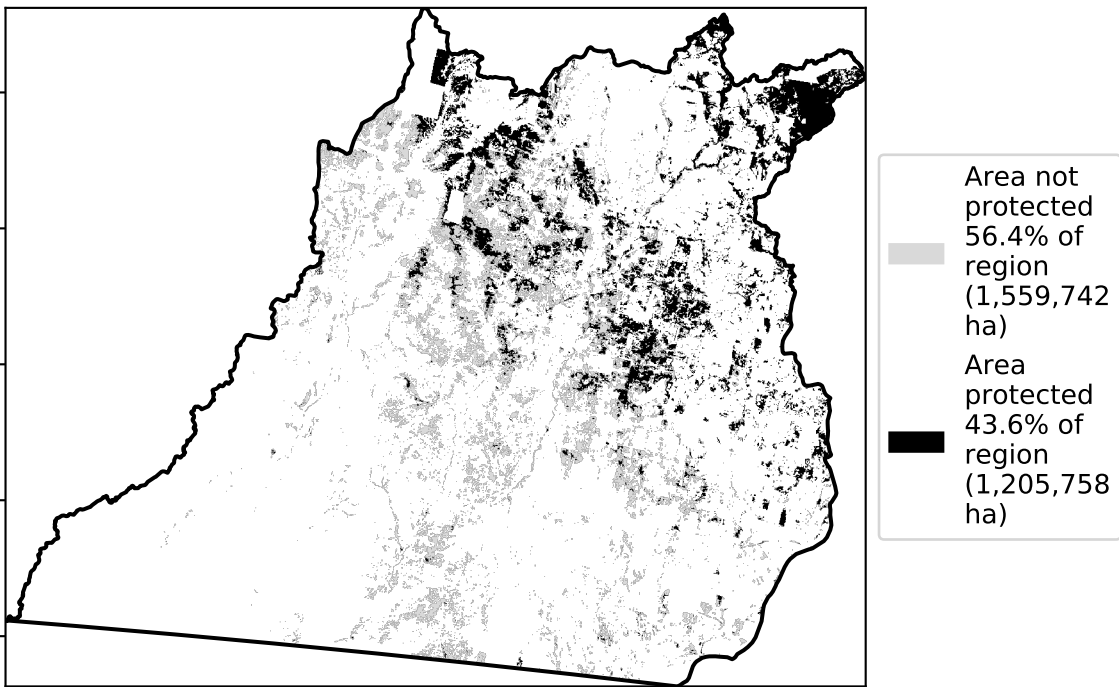 Area not
protected
56.4% of
region
(1,559,742
ha)
Area
protected
43.6% of
region
(1,205,758
ha)